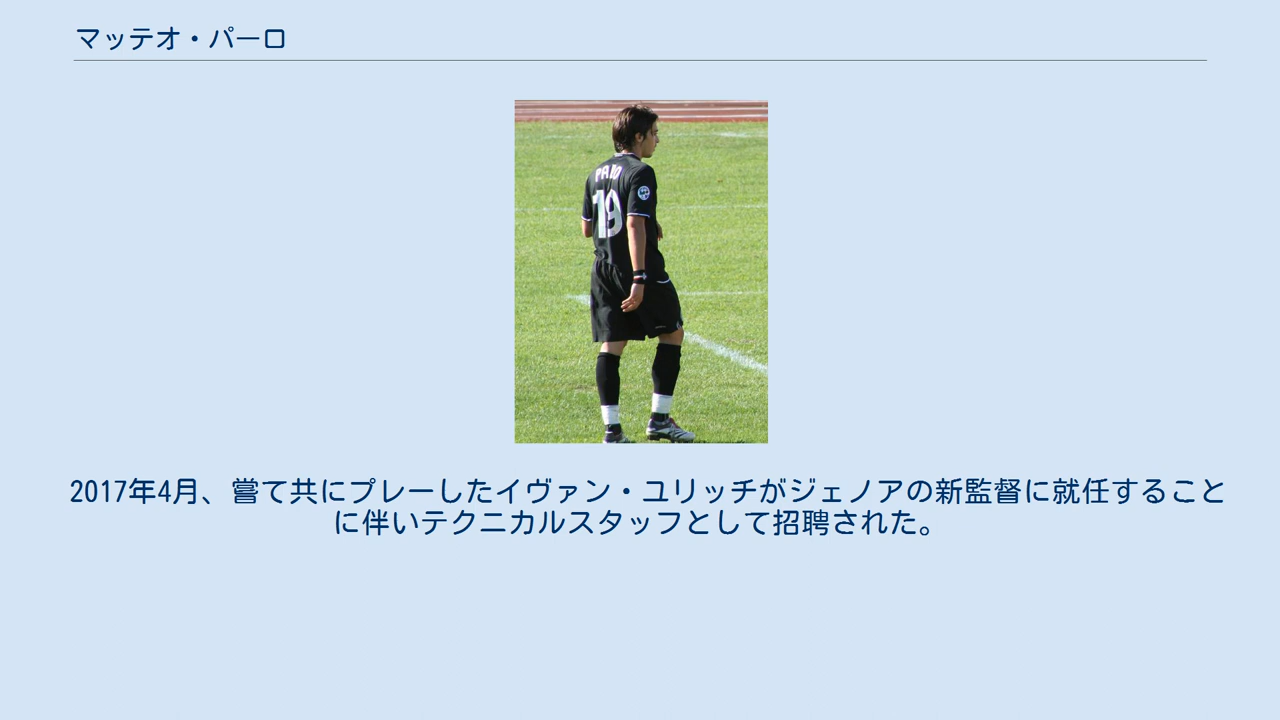 マッテオ・パーロ
PARO
19
2017年4月、嘗て共にプレーしたイヴァン・ユリッチがジェノアの新監督に就任すること
に伴いテクニカルスタッフとして招聘された。